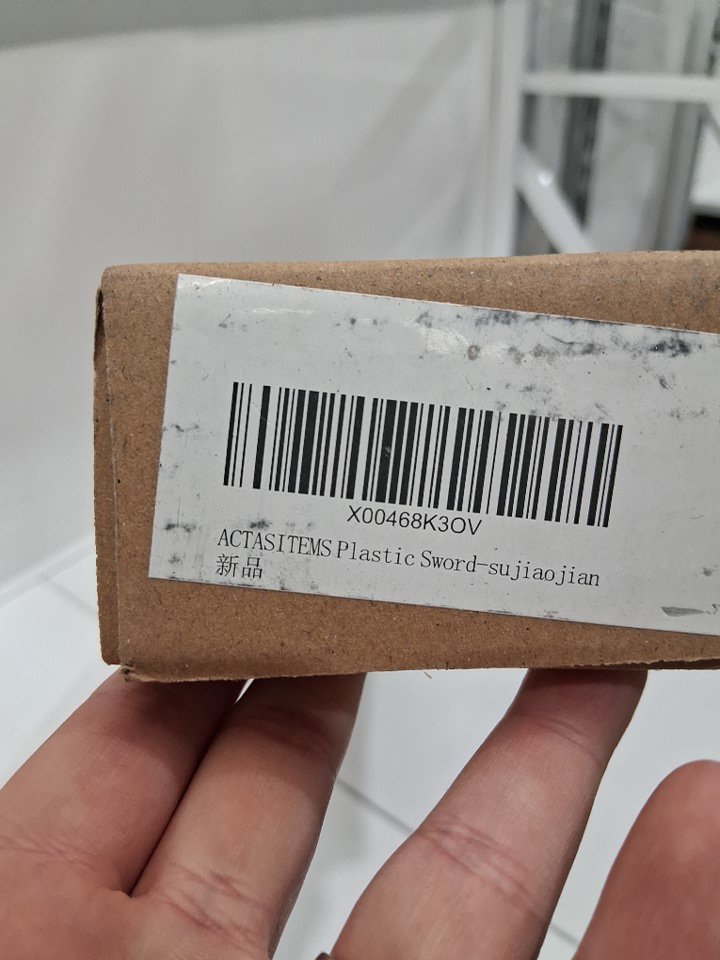 X00468K3OV
ACTASITEMS Plastic Sword-sujiaojian
新品